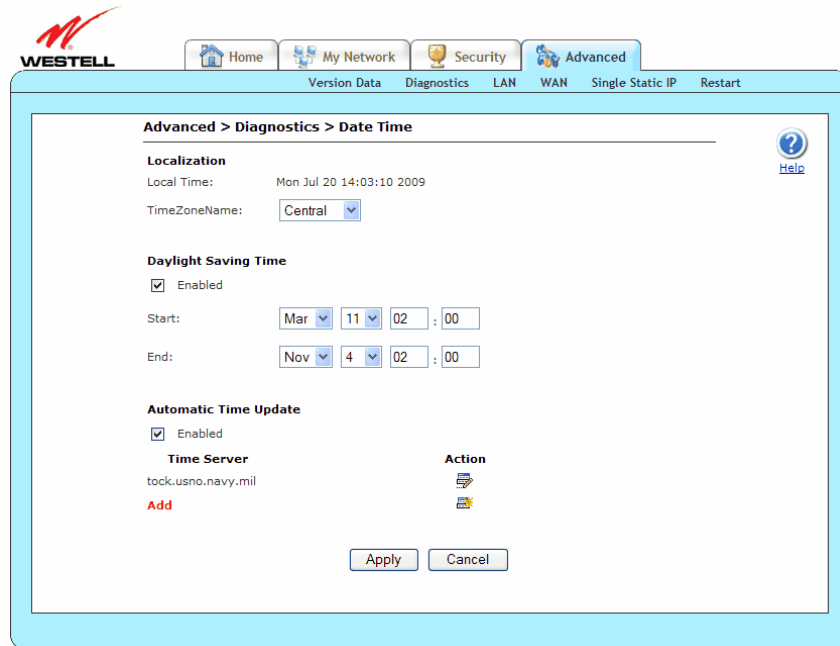 WESTELL
Home My Network Security Advanced
Version Data Diagnostics LAN WAN Single Static IP Restart
Advanced > Diagnostics > Date Time
? Help
Localization
Local Time: Mon Jul 20 14:03:10 2009
TimeZoneName: Central
Daylight Saving Time
Enabled
Start: Mar 11 02 : 00
End: Nov 4 02 : 00
Automatic Time Update
Enabled
Time Server Action
tock.usno.navy.mil
Add
Apply Cancel